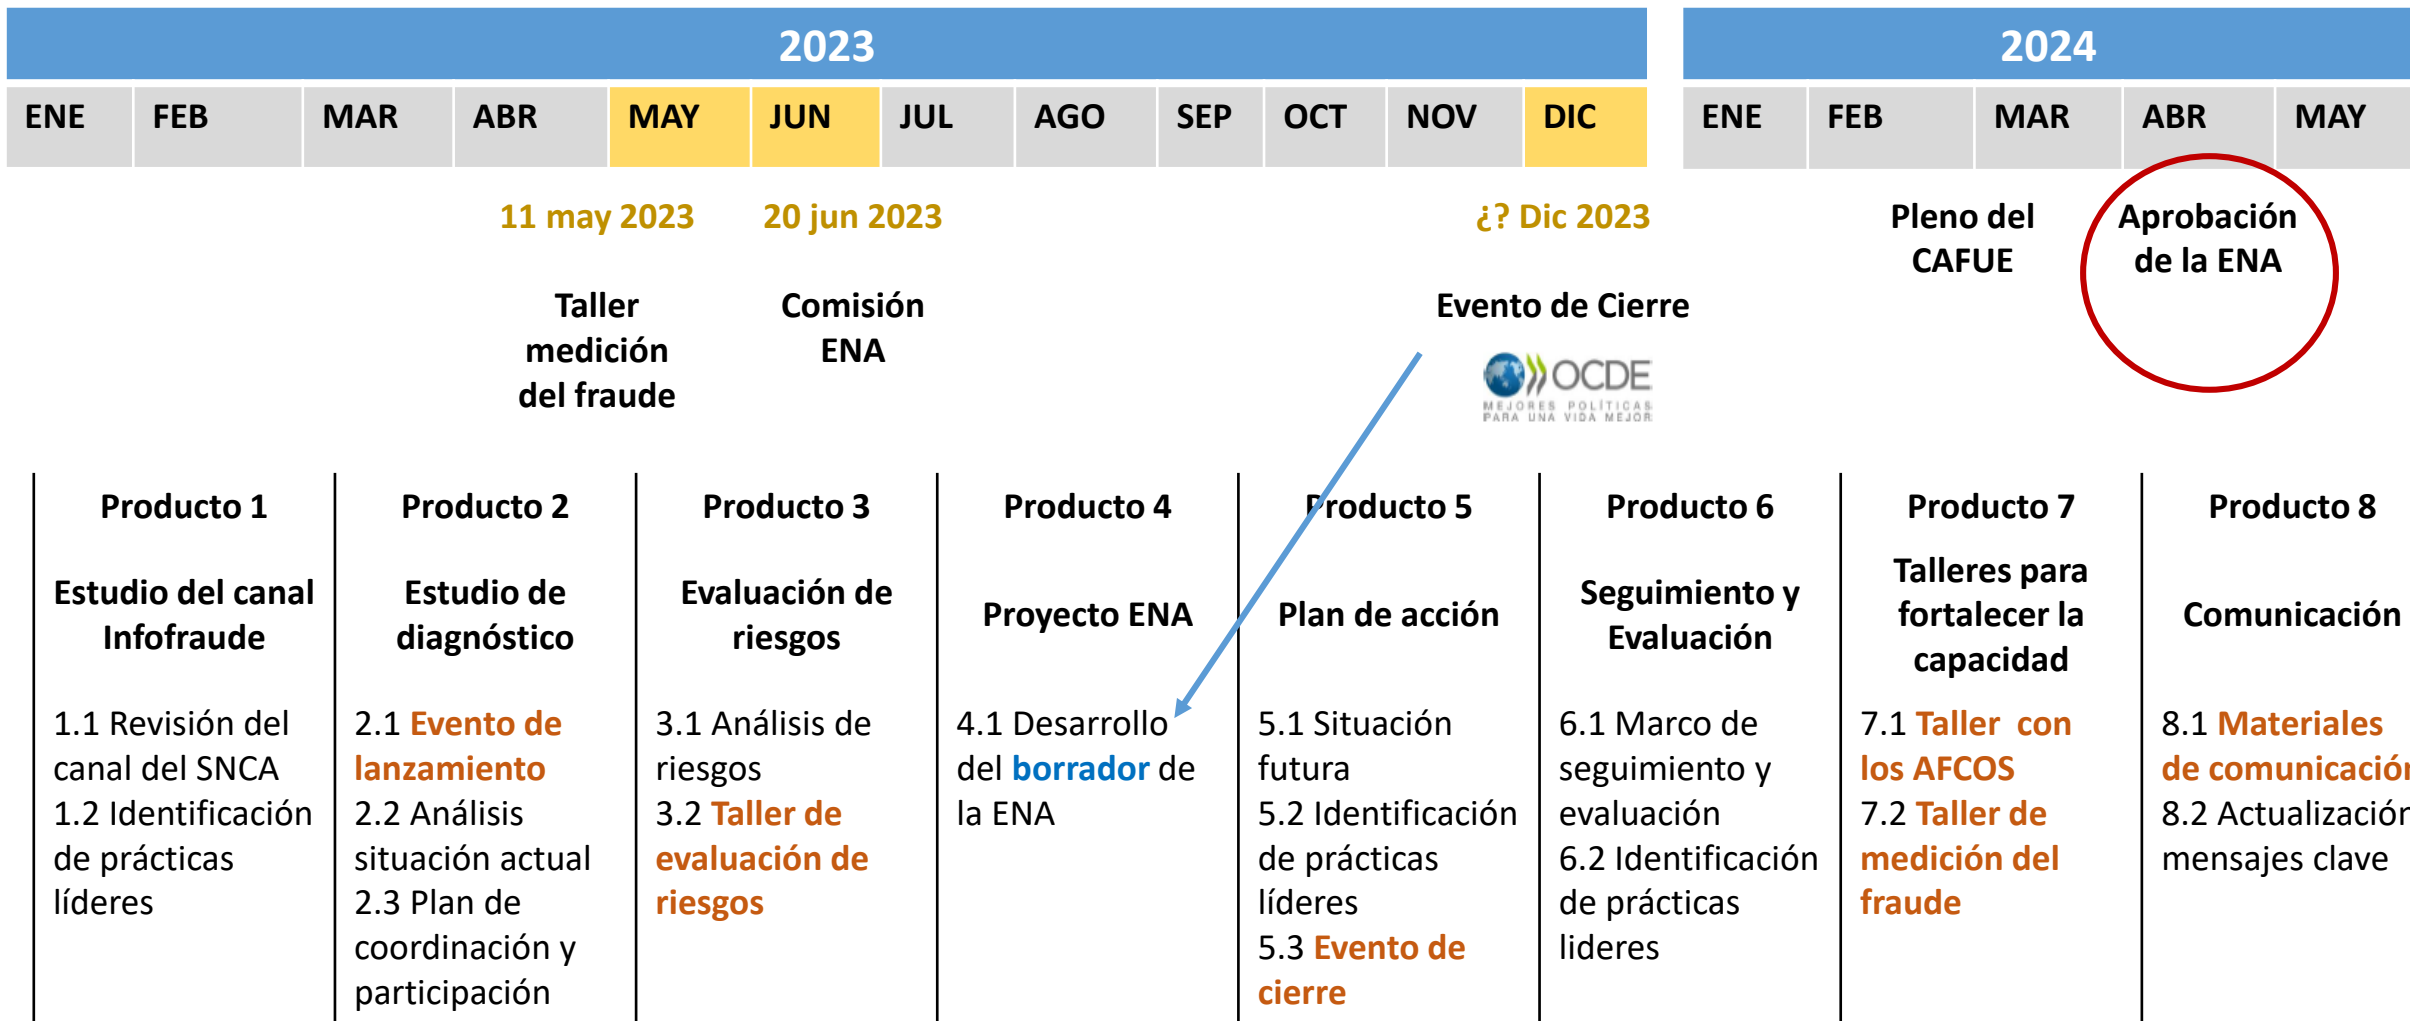 2023
2024
ENE FEB MAR ABR MAY JUN JUL AGO SEP OCT NOV DIC
ENE FEB MAR ABR MAY
11 may 2023
Taller
medición
del fraude
20 jun 2023
Comisión
ENA
¿? Dic 2023
Evento de Cierre
OCDE
MEJORES POLÍTICAS
PARA UNA VIDA MEJOR
Pleno del
CAFUE
Aprobación
de la ENA
Producto 1
Estudio del canal
Infofraude
1.1 Revisión del
canal del SNCA
1.2 Identificación
de prácticas
líderes
Producto 2
Estudio de
diagnóstico
2.1 Evento de
lanzamiento
2.2 Análisis
situación actual
2.3 Plan de
coordinación y
participación
Producto 3
Evaluación de
riesgos
3.1 Análisis de
riesgos
3.2 Taller de
evaluación de
riesgos
Producto 4
Proyecto ENA
4.1 Desarrollo
del borrador de
la ENA
Producto 5
Plan de acción
5.1 Situación
futura
5.2 Identificación
de prácticas
líderes
5.3 Evento de
cierre
Producto 6
Seguimiento y
Evaluación
6.1 Marco de
seguimiento y
evaluación
6.2 Identificación
de prácticas
lideres
Producto 7
Talleres para
fortalecer la
capacidad
7.1 Taller con
los AFCOS
7.2 Taller de
medición del
fraude
Producto 8
Comunicación
8.1 Materiales
de comunicación
8.2 Actualización
mensajes clave